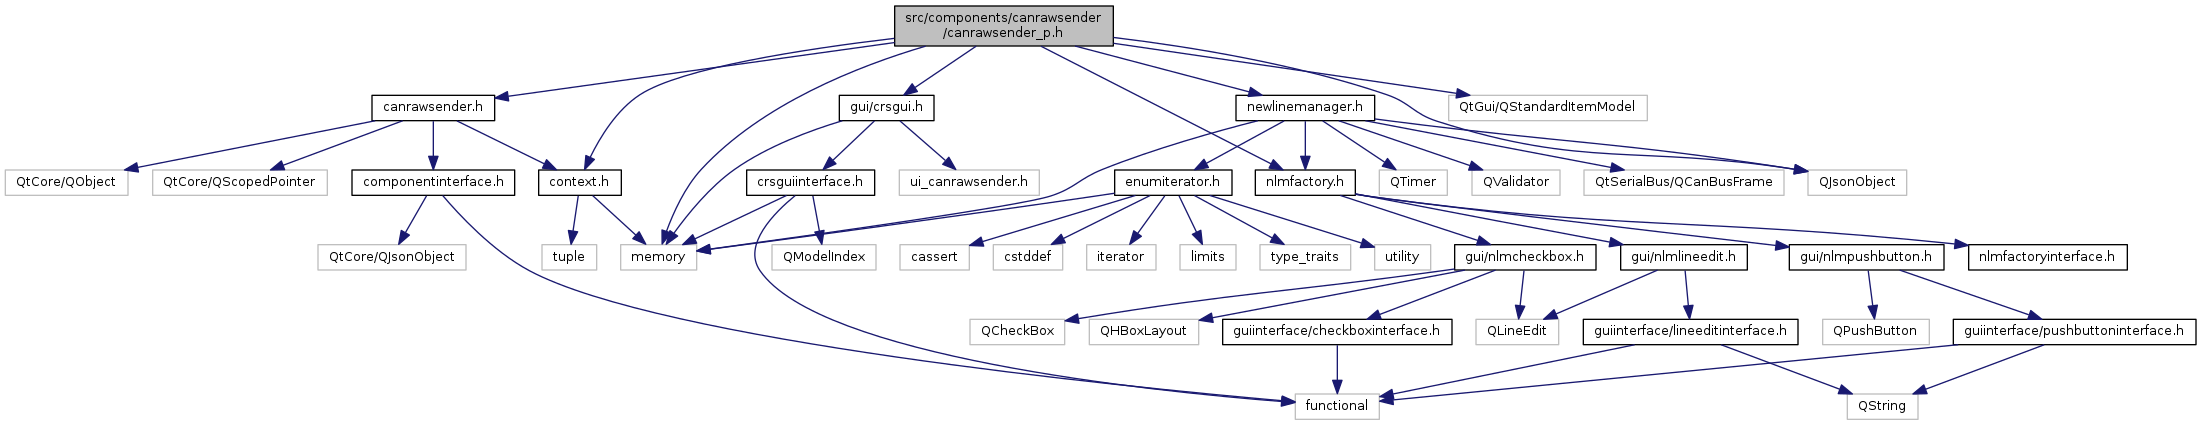 src/components/canrawsender
/canrawsender_p.h
canrawsender.h
gui/crsgui.h
newlinemanager.h
QtGui/QStandardItemModel
QtCore/QObject
QtCore/QScopedPointer
componentinterface.h
context.h
crsguiinterface.h
ui_canrawsender.h
enumiterator.h
nlmfactory.h
QTimer
QValidator
QtSerialBus/QCanBusFrame
QJsonObject
QtCore/QJsonObject
tuple
memory
QModelIndex
cassert
cstddef
iterator
limits
type_traits
utility
gui/nlmcheckbox.h
gui/nlmlineedit.h
gui/nlmpushbutton.h
nlmfactoryinterface.h
QCheckBox
QHBoxLayout
guiinterface/checkboxinterface.h
QLineEdit
guiinterface/lineeditinterface.h
QPushButton
guiinterface/pushbuttoninterface.h
functional
QString